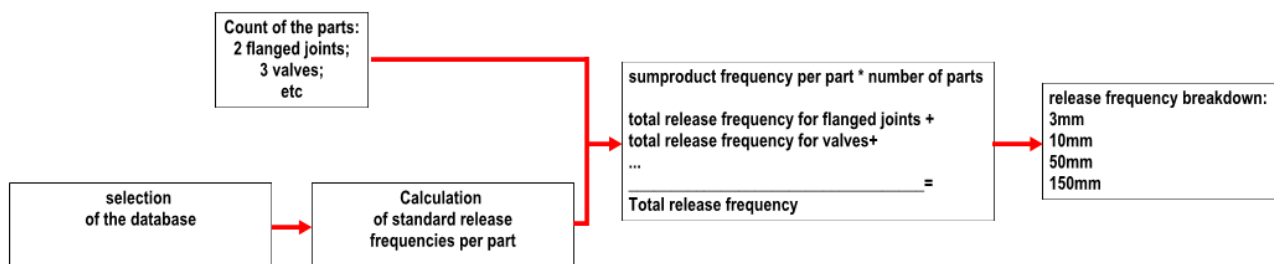 Count of the parts:
2 flanged joints;
3 valves;
etc
selection
of the database
Calculation
of standard release
frequencies per part
sumproduct frequency per part * number of parts
total release frequency for flanged joints +
total release frequency for valves+
...
___________________________________=
Total release frequency
release frequency breakdown:
3mm
10mm
50mm
150mm